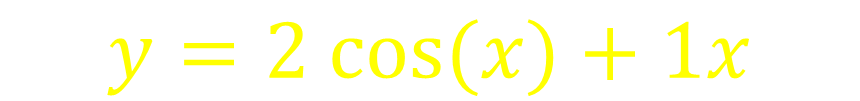 y = 2 cos(x) + 1x